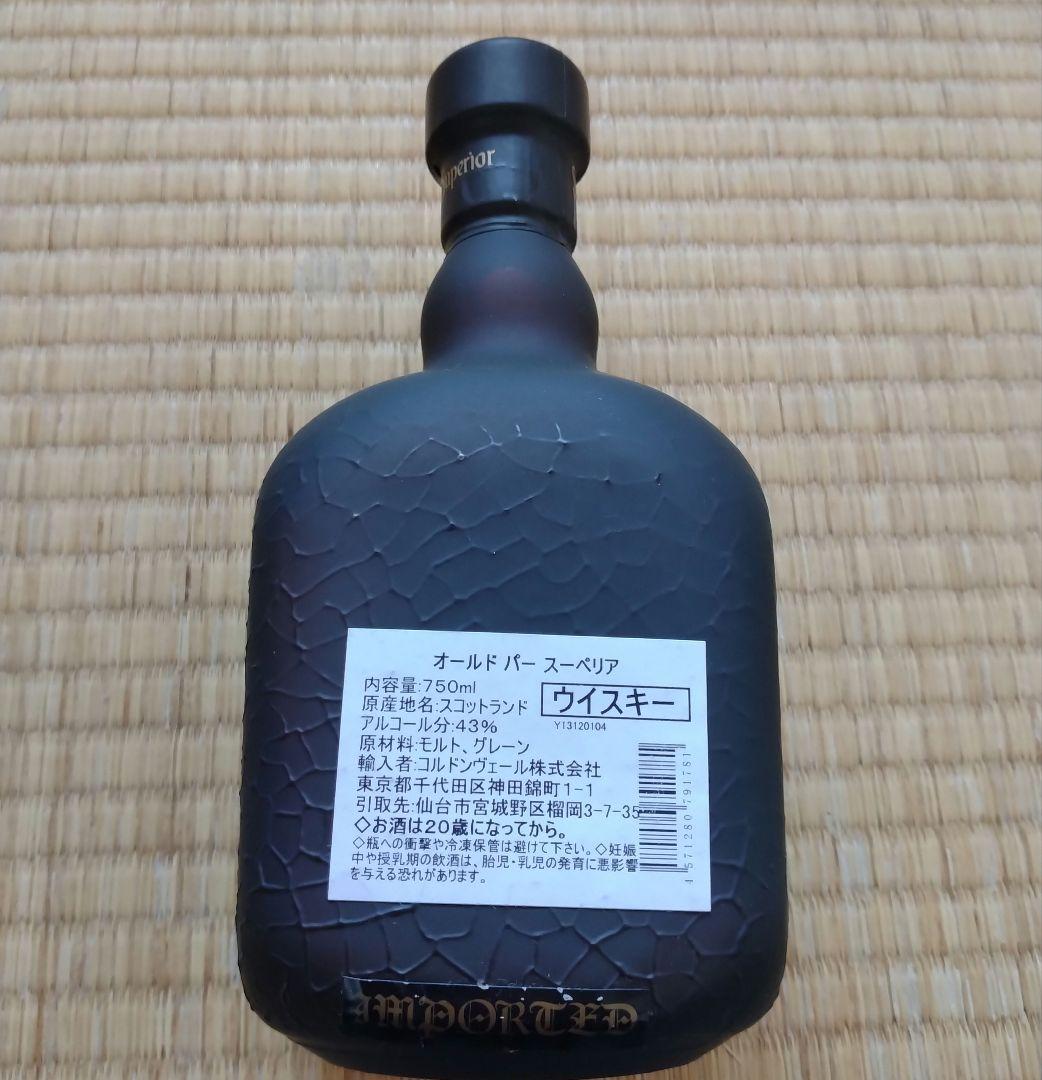 uperior
オールド パー スーペリア
内容量:750ml
原産地名:スコットランド
ウイスキー
アルコール分:43%
Y13120104
原材料:モルト、グレーン
輸入者:コルドンヴェール株式会社
東京都千代田区神田錦町1-1
引取先:仙台市宮城野区榴岡3-7-35
◇お酒は20歳になってから。
◇瓶への衝撃や冷凍保管は避けて下さい。◇妊娠
中や授乳期の飲酒は、胎児・乳児の発育に悪影響
を与える恐れがあります。
4 571280 791781
IMPORTED